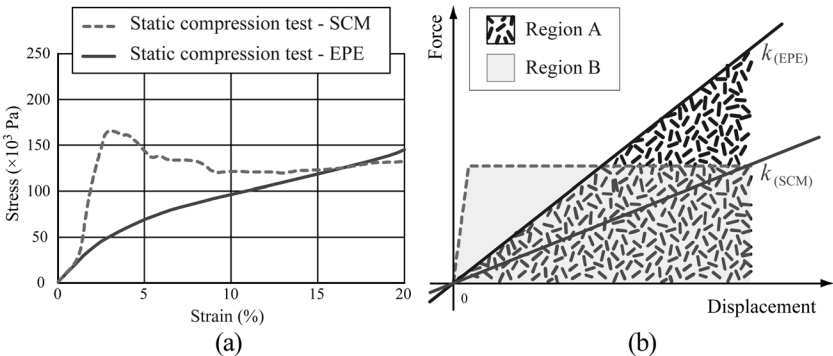 Static compression test - SCM
Static compression test - EPE
250
200
150
100
50
0
Stress (×10³ Pa)
0 5 10 15 20
Strain (%)
(a)
Force
Region A
Region B
k(EPE)
k(SCM)
0
Displacement
(b)